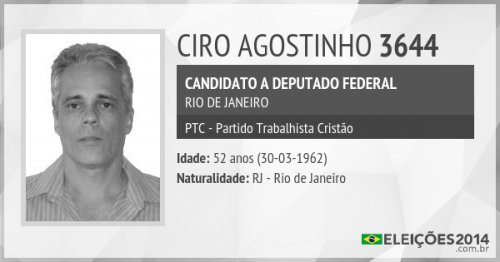 CIRO AGOSTINHO 3644
CANDIDATO A DEPUTADO FEDERAL
RIO DE JANEIRO
PTC - Partido Trabalhista Cristão
Idade: 52 anos (30-03-1962)
Naturalidade: RJ - Rio de Janeiro
ELEIÇÕES2014
.com.br